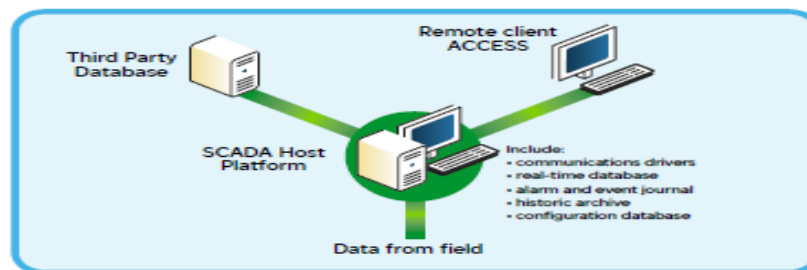 Third Party
Database
Remote client
ACCESS
SCADA Host
Platform
Include:
- communications drivers
- real-time database
- alarm and event journal
- historic archive
- configuration database
Data from field